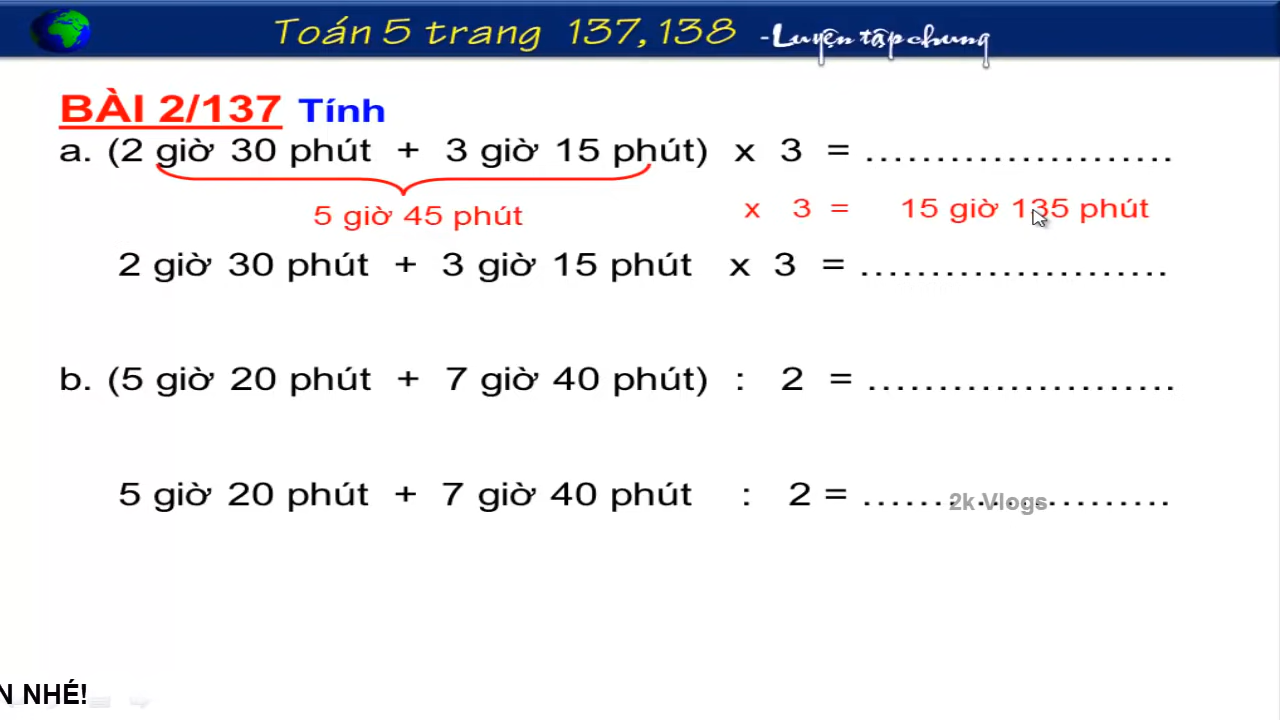 Toán 5 trang 137, 138 -Luyện tập chung
BÀI 2/137 Tính
a. (2 giờ 30 phút + 3 giờ 15 phút) x 3 = ......................
5 giờ 45 phút x 3 = 15 giờ 135 phút
2 giờ 30 phút + 3 giờ 15 phút x 3 = ......................
b. (5 giờ 20 phút + 7 giờ 40 phút) : 2 = ......................
5 giờ 20 phút + 7 giờ 40 phút : 2 = ......................
2k Vlogs
N NHÉ!